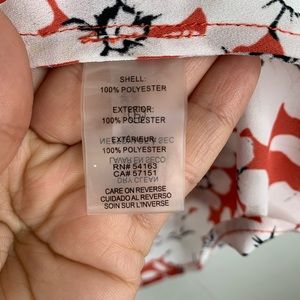 SHELL:
100% POLYESTER
EXTERIOR:
100% POLIESTER
EXTÉRIEUR:
100% POLYESTER
RN# 54163
CA# 57151
CARE ON REVERSE
CUIDADO AL REVERSO
SOIN SUR L'INVERSE